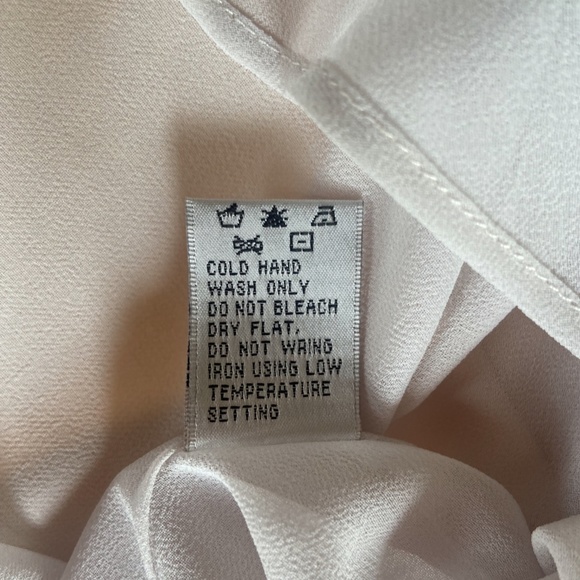 COLD HAND
WASH ONLY
DO NOT BLEACH
DRY FLAT.
DO NOT WRING
IRON USING LOW
TEMPERATURE
SETTING